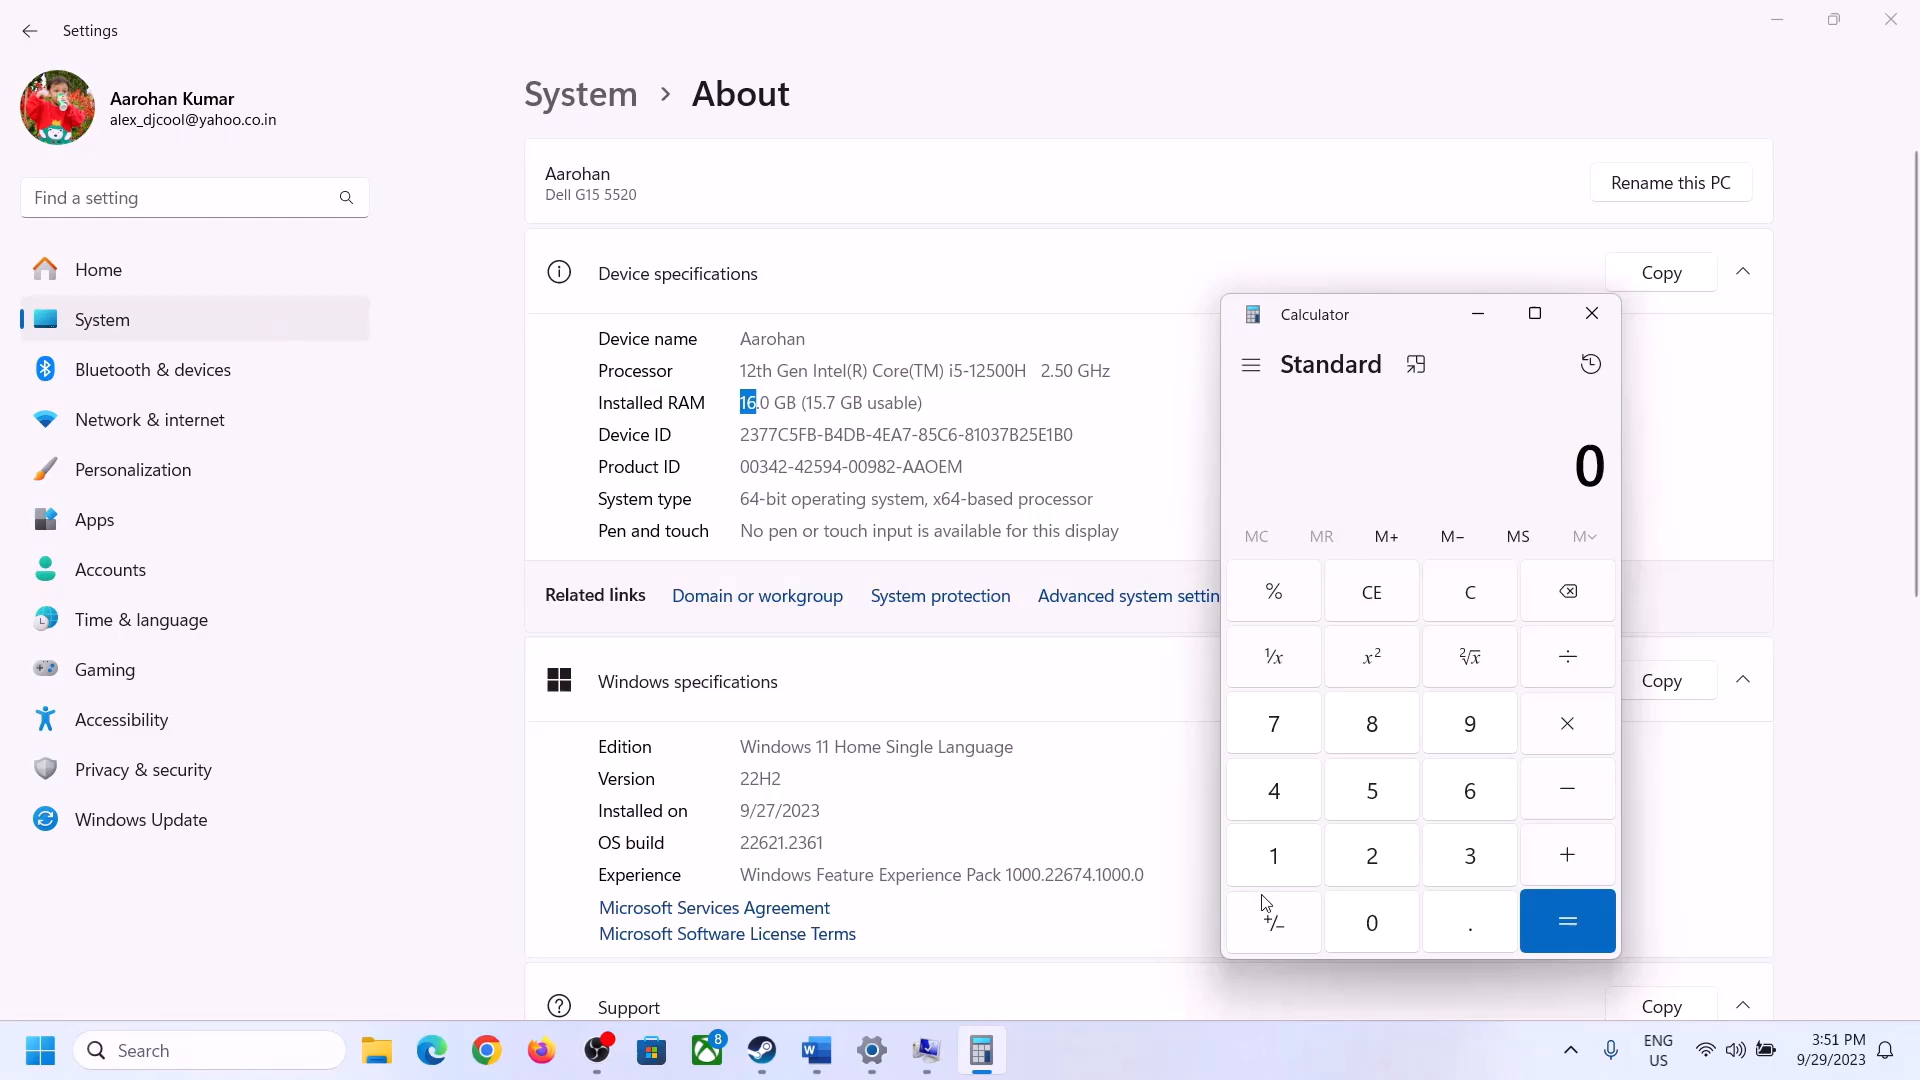 Settings
Aarohan Kumar
alex_djcool@yahoo.co.in
Find a setting
Home
System
Bluetooth & devices
Network & internet
Personalization
Apps
Accounts
Time & language
Gaming
Accessibility
Privacy & security
Windows Update
System > About
Aarohan
Dell G15 5520
Rename this PC
Device specifications
Copy
Device name Aarohan
Processor 12th Gen Intel(R) Core(TM) i5-12500H 2.50 GHz
Installed RAM 16.0 GB (15.7 GB usable)
Device ID 2377C5FB-B4DB-4EA7-85C6-81037B25E1B0
Product ID 00342-42594-00982-AAOEM
System type 64-bit operating system, x64-based processor
Pen and touch No pen or touch input is available for this display
Related links Domain or workgroup System protection Advanced system settin
Windows specifications
Copy
Edition Windows 11 Home Single Language
Version 22H2
Installed on 9/27/2023
OS build 22621.2361
Experience Windows Feature Experience Pack 1000.22674.1000.0
Microsoft Services Agreement
Microsoft Software License Terms
Support
Copy
Calculator
Standard
0
MC MR M+ M− MS M
% CE C
¹/x x² ²√x ÷
7 8 9 ×
4 5 6 −
1 2 3 +
+/− 0 . =
Search
8
ENG
US
3:51 PM
9/29/2023